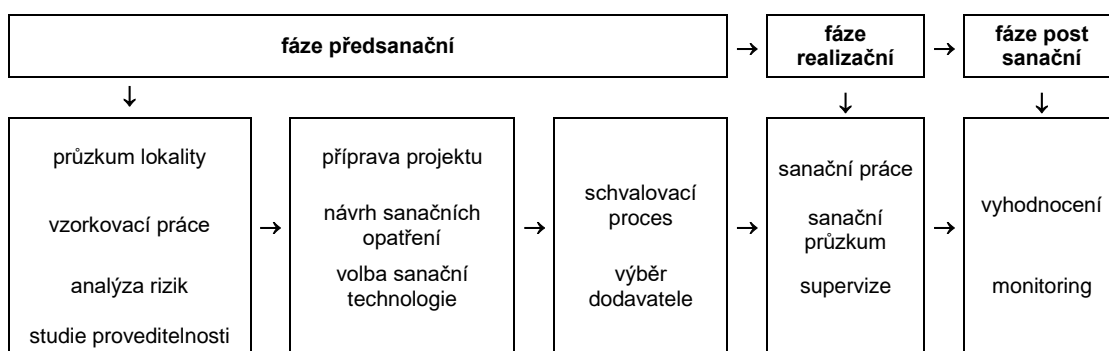 fáze předsanační
fáze
realizační
fáze post
sanační
průzkum lokality
vzorkovací práce
analýza rizik
studie proveditelnosti
příprava projektu
návrh sanačních
opatření
volba sanační
technologie
schvalovací
proces
výběr
dodavatele
sanační práce
sanační
průzkum
supervize
vyhodnocení
monitoring